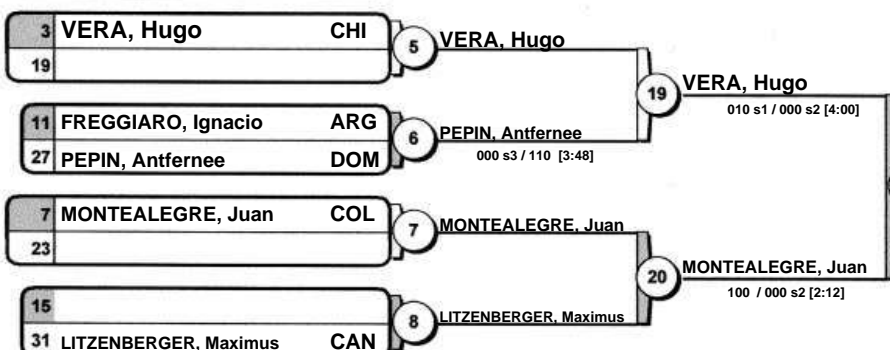 3 VERA, Hugo CHI
19
5 VERA, Hugo
11 FREGGIARO, Ignacio ARG
27 PEPIN, Antfernee DOM
6 PEPIN, Antfernee
000 s3 / 110 [3:48]
19 VERA, Hugo
010 s1 / 000 s2 [4:00]
7 MONTEALEGRE, Juan COL
23
7 MONTEALEGRE, Juan
15
31 LITZENBERGER, Maximus CAN
8 LITZENBERGER, Maximus
20 MONTEALEGRE, Juan
100 / 000 s2 [2:12]